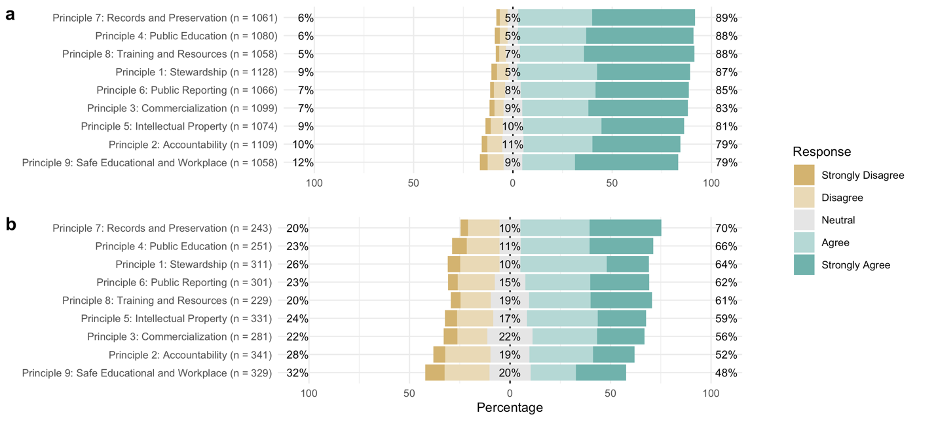 a
Principle 7: Records and Preservation (n = 1061) 6% 5% 89%
Principle 4: Public Education (n = 1080) 6% 5% 88%
Principle 8: Training and Resources (n = 1058) 5% 7% 88%
Principle 1: Stewardship (n = 1128) 9% 5% 87%
Principle 6: Public Reporting (n = 1066) 7% 8% 85%
Principle 3: Commercialization (n = 1099) 7% 9% 83%
Principle 5: Intellectual Property (n = 1074) 9% 10% 81%
Principle 2: Accountability (n = 1109) 10% 11% 79%
Principle 9: Safe Educational and Workplace (n = 1058) 12% 9% 79%
100 50 0 50 100
b
Principle 7: Records and Preservation (n = 243) 20% 10% 70%
Principle 4: Public Education (n = 251) 23% 11% 66%
Principle 1: Stewardship (n = 311) 26% 10% 64%
Principle 6: Public Reporting (n = 301) 23% 15% 62%
Principle 8: Training and Resources (n = 229) 20% 19% 61%
Principle 5: Intellectual Property (n = 331) 24% 17% 59%
Principle 3: Commercialization (n = 281) 22% 22% 56%
Principle 2: Accountability (n = 341) 28% 19% 52%
Principle 9: Safe Educational and Workplace (n = 329) 32% 20% 48%
100 50 0 50 100
Percentage
Response
Strongly Disagree
Disagree
Neutral
Agree
Strongly Agree